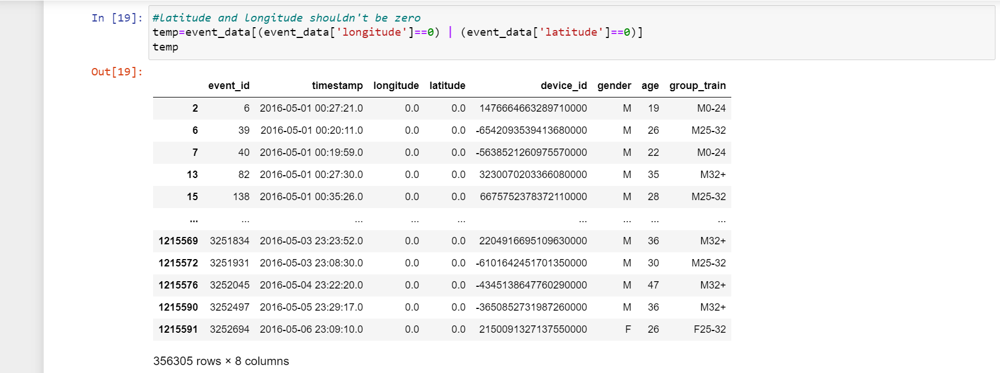 In [19]: #latitude and longitude shouldn't be zero
temp=event_data[(event_data['longitude']==0) | (event_data['latitude']==0)]
temp
Out[19]:
event_id timestamp longitude latitude device_id gender age group_train
2 6 2016-05-01 00:27:21.0 0.0 0.0 1476664663289710000 M 19 M0-24
6 39 2016-05-01 00:20:11.0 0.0 0.0 -6542093539413680000 M 26 M25-32
7 40 2016-05-01 00:19:59.0 0.0 0.0 -5638521260975570000 M 22 M0-24
13 82 2016-05-01 00:27:30.0 0.0 0.0 3230070203366080000 M 35 M32+
15 138 2016-05-01 00:35:26.0 0.0 0.0 6675752378372110000 M 28 M25-32
... ... ... ... ... ... ... ... ...
1215569 3251834 2016-05-03 23:23:52.0 0.0 0.0 2204916695109630000 M 36 M32+
1215572 3251931 2016-05-03 23:08:30.0 0.0 0.0 -6101642451701350000 M 30 M25-32
1215576 3252045 2016-05-04 23:22:20.0 0.0 0.0 -4345138647760290000 M 47 M32+
1215590 3252497 2016-05-05 23:29:17.0 0.0 0.0 -3650852731987260000 M 36 M32+
1215591 3252694 2016-05-06 23:09:10.0 0.0 0.0 2150091327137550000 F 26 F25-32
356305 rows × 8 columns